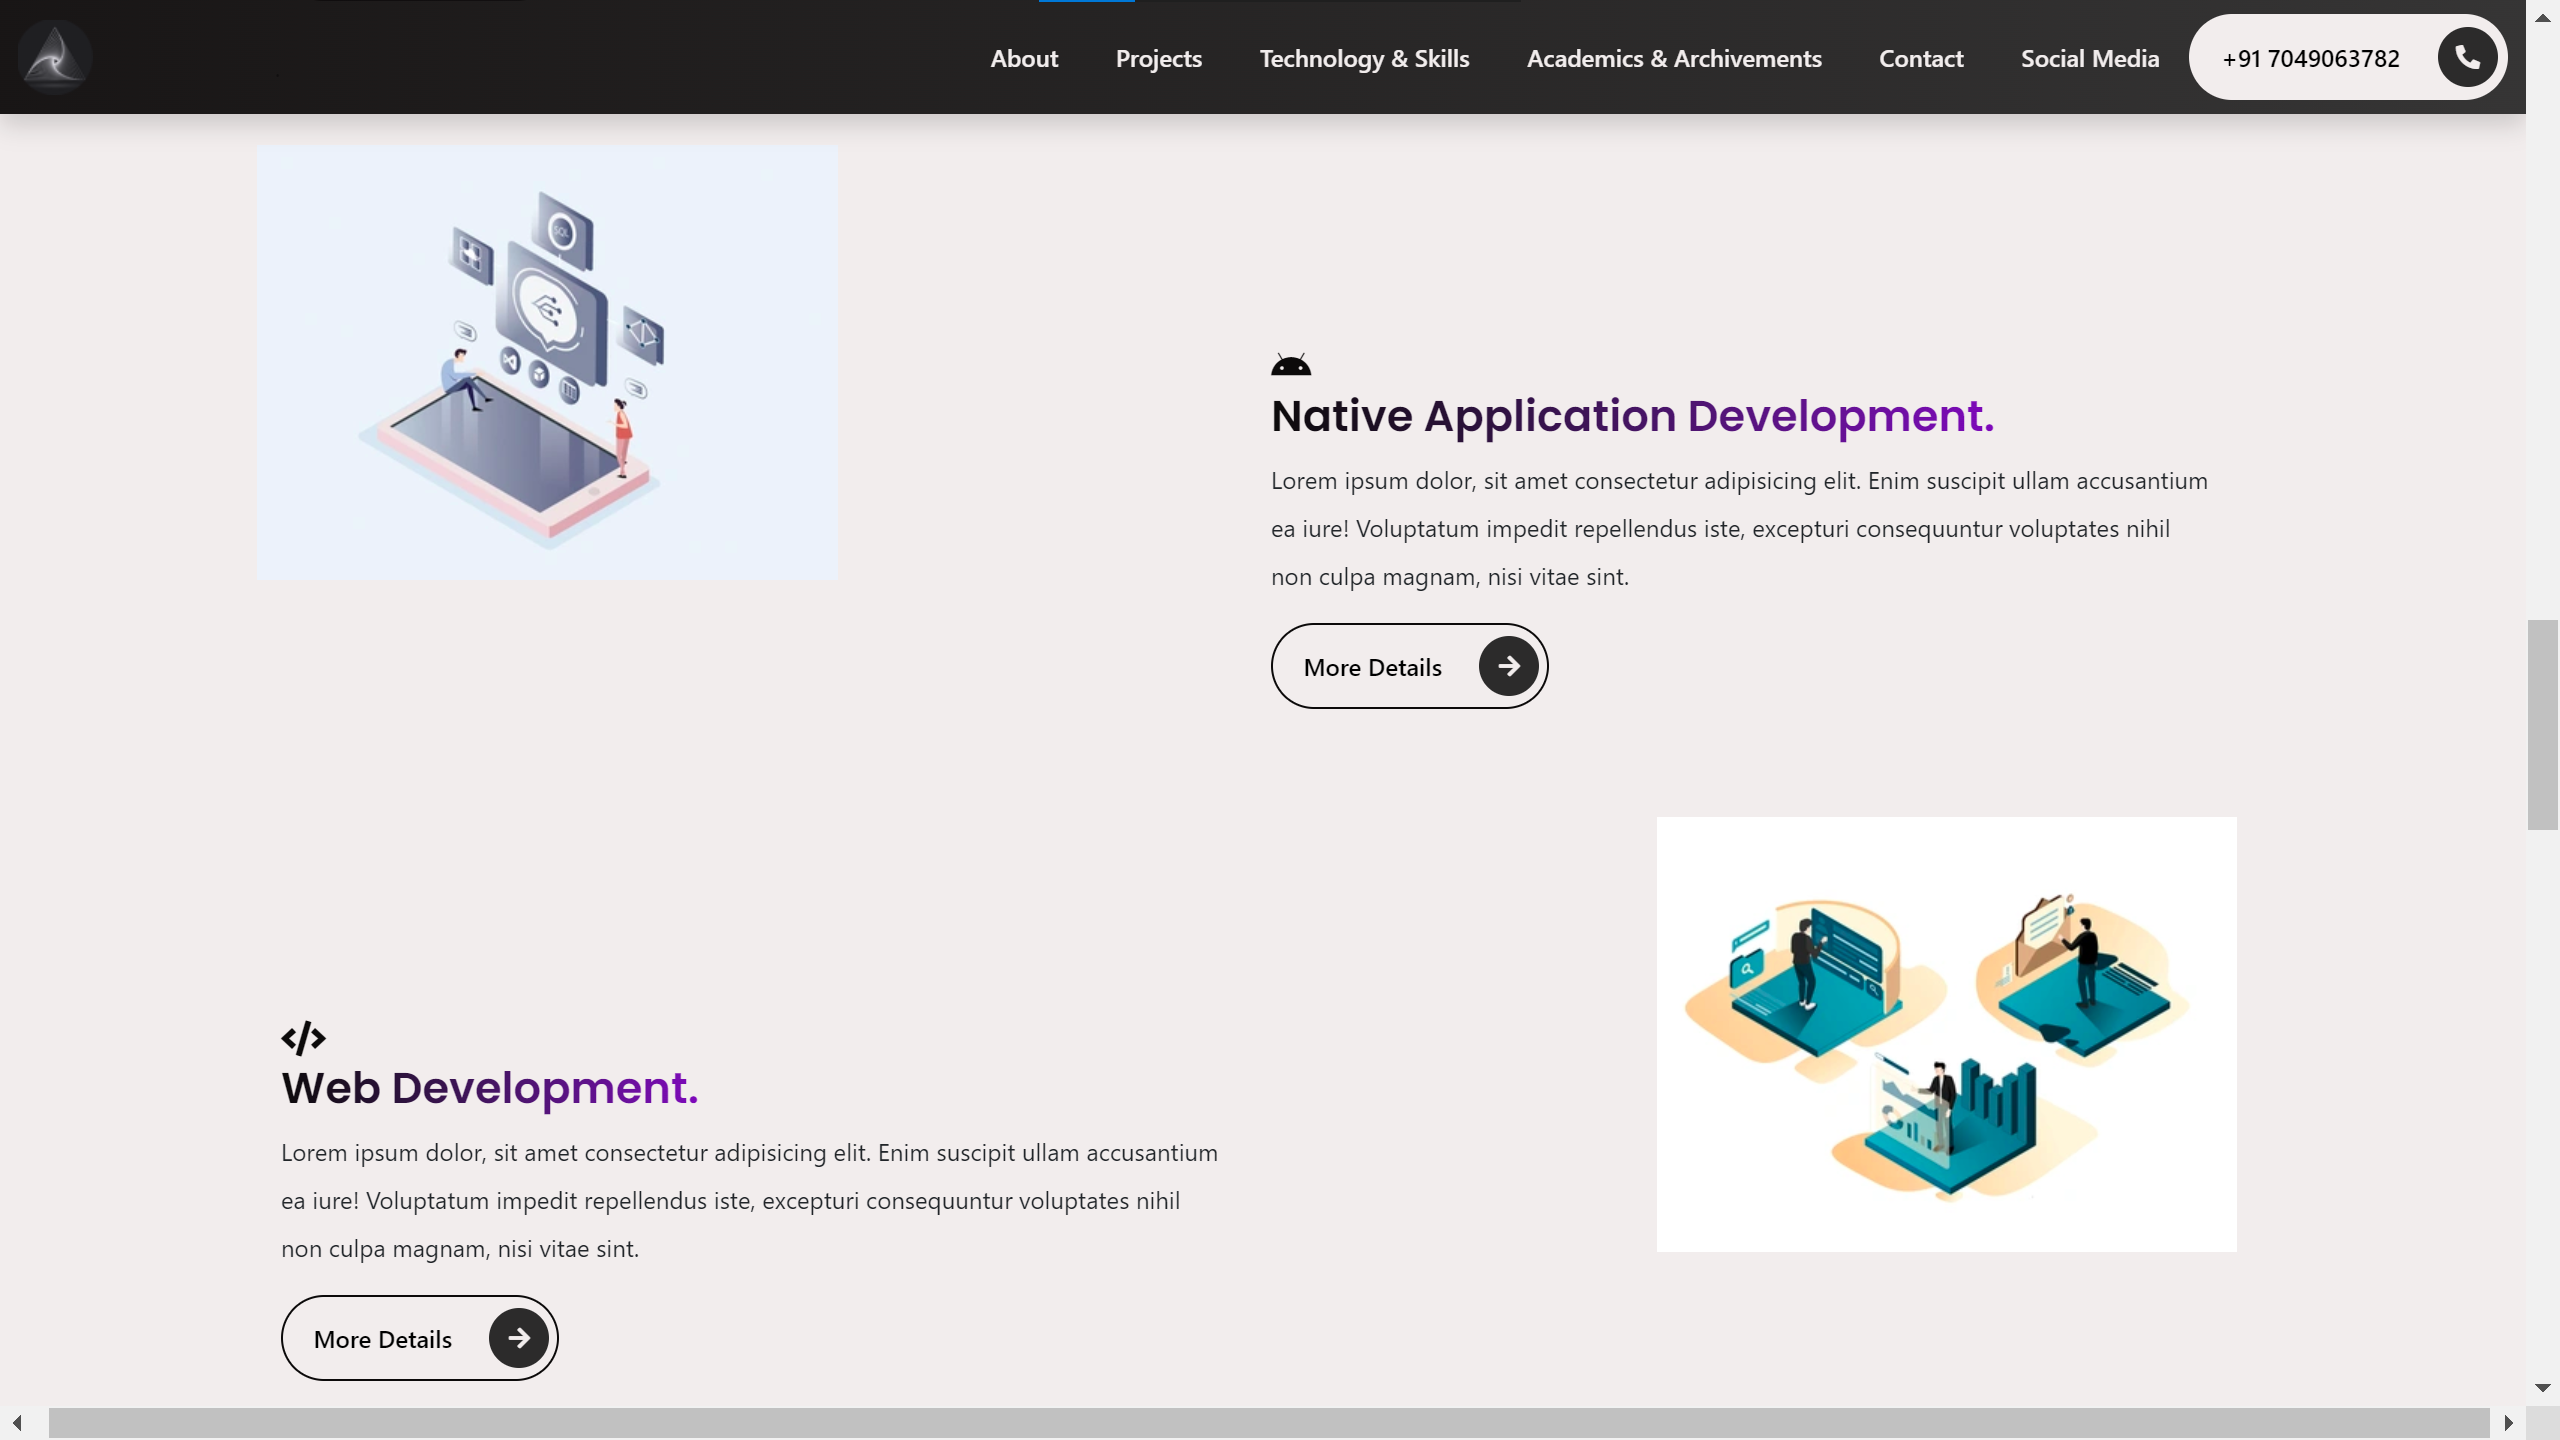 About Projects Technology & Skills Academics & Archivements Contact Social Media +91 7049063782
SQL
Native Application Development.
Lorem ipsum dolor, sit amet consectetur adipisicing elit. Enim suscipit ullam accusantium
ea iure! Voluptatum impedit repellendus iste, excepturi consequuntur voluptates nihil
non culpa magnam, nisi vitae sint.
More Details
Web Development.
Lorem ipsum dolor, sit amet consectetur adipisicing elit. Enim suscipit ullam accusantium
ea iure! Voluptatum impedit repellendus iste, excepturi consequuntur voluptates nihil
non culpa magnam, nisi vitae sint.
More Details